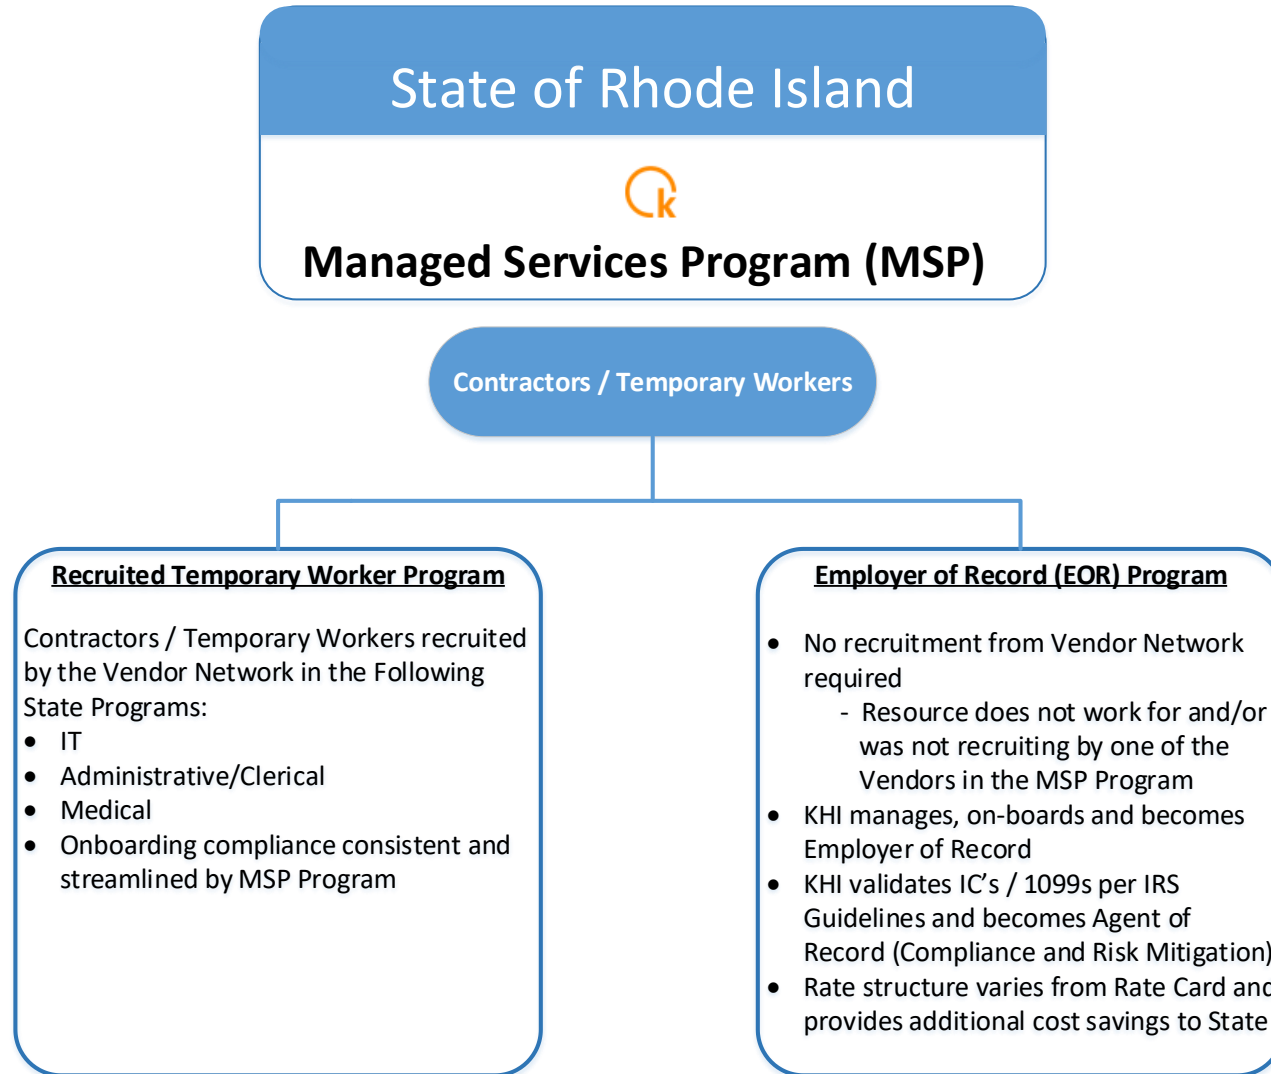 State of Rhode Island
k
Managed Services Program (MSP)
Contractors / Temporary Workers
Recruited Temporary Worker Program
Contractors / Temporary Workers recruited
by the Vendor Network in the Following
State Programs:
• IT
• Administrative/Clerical
• Medical
• Onboarding compliance consistent and
streamlined by MSP Program
Employer of Record (EOR) Program
• No recruitment from Vendor Network
required
- Resource does not work for and/or
was not recruiting by one of the
Vendors in the MSP Program
• KHI manages, on-boards and becomes
Employer of Record
• KHI validates IC’s / 1099s per IRS
Guidelines and becomes Agent of
Record (Compliance and Risk Mitigation)
• Rate structure varies from Rate Card and
provides additional cost savings to State